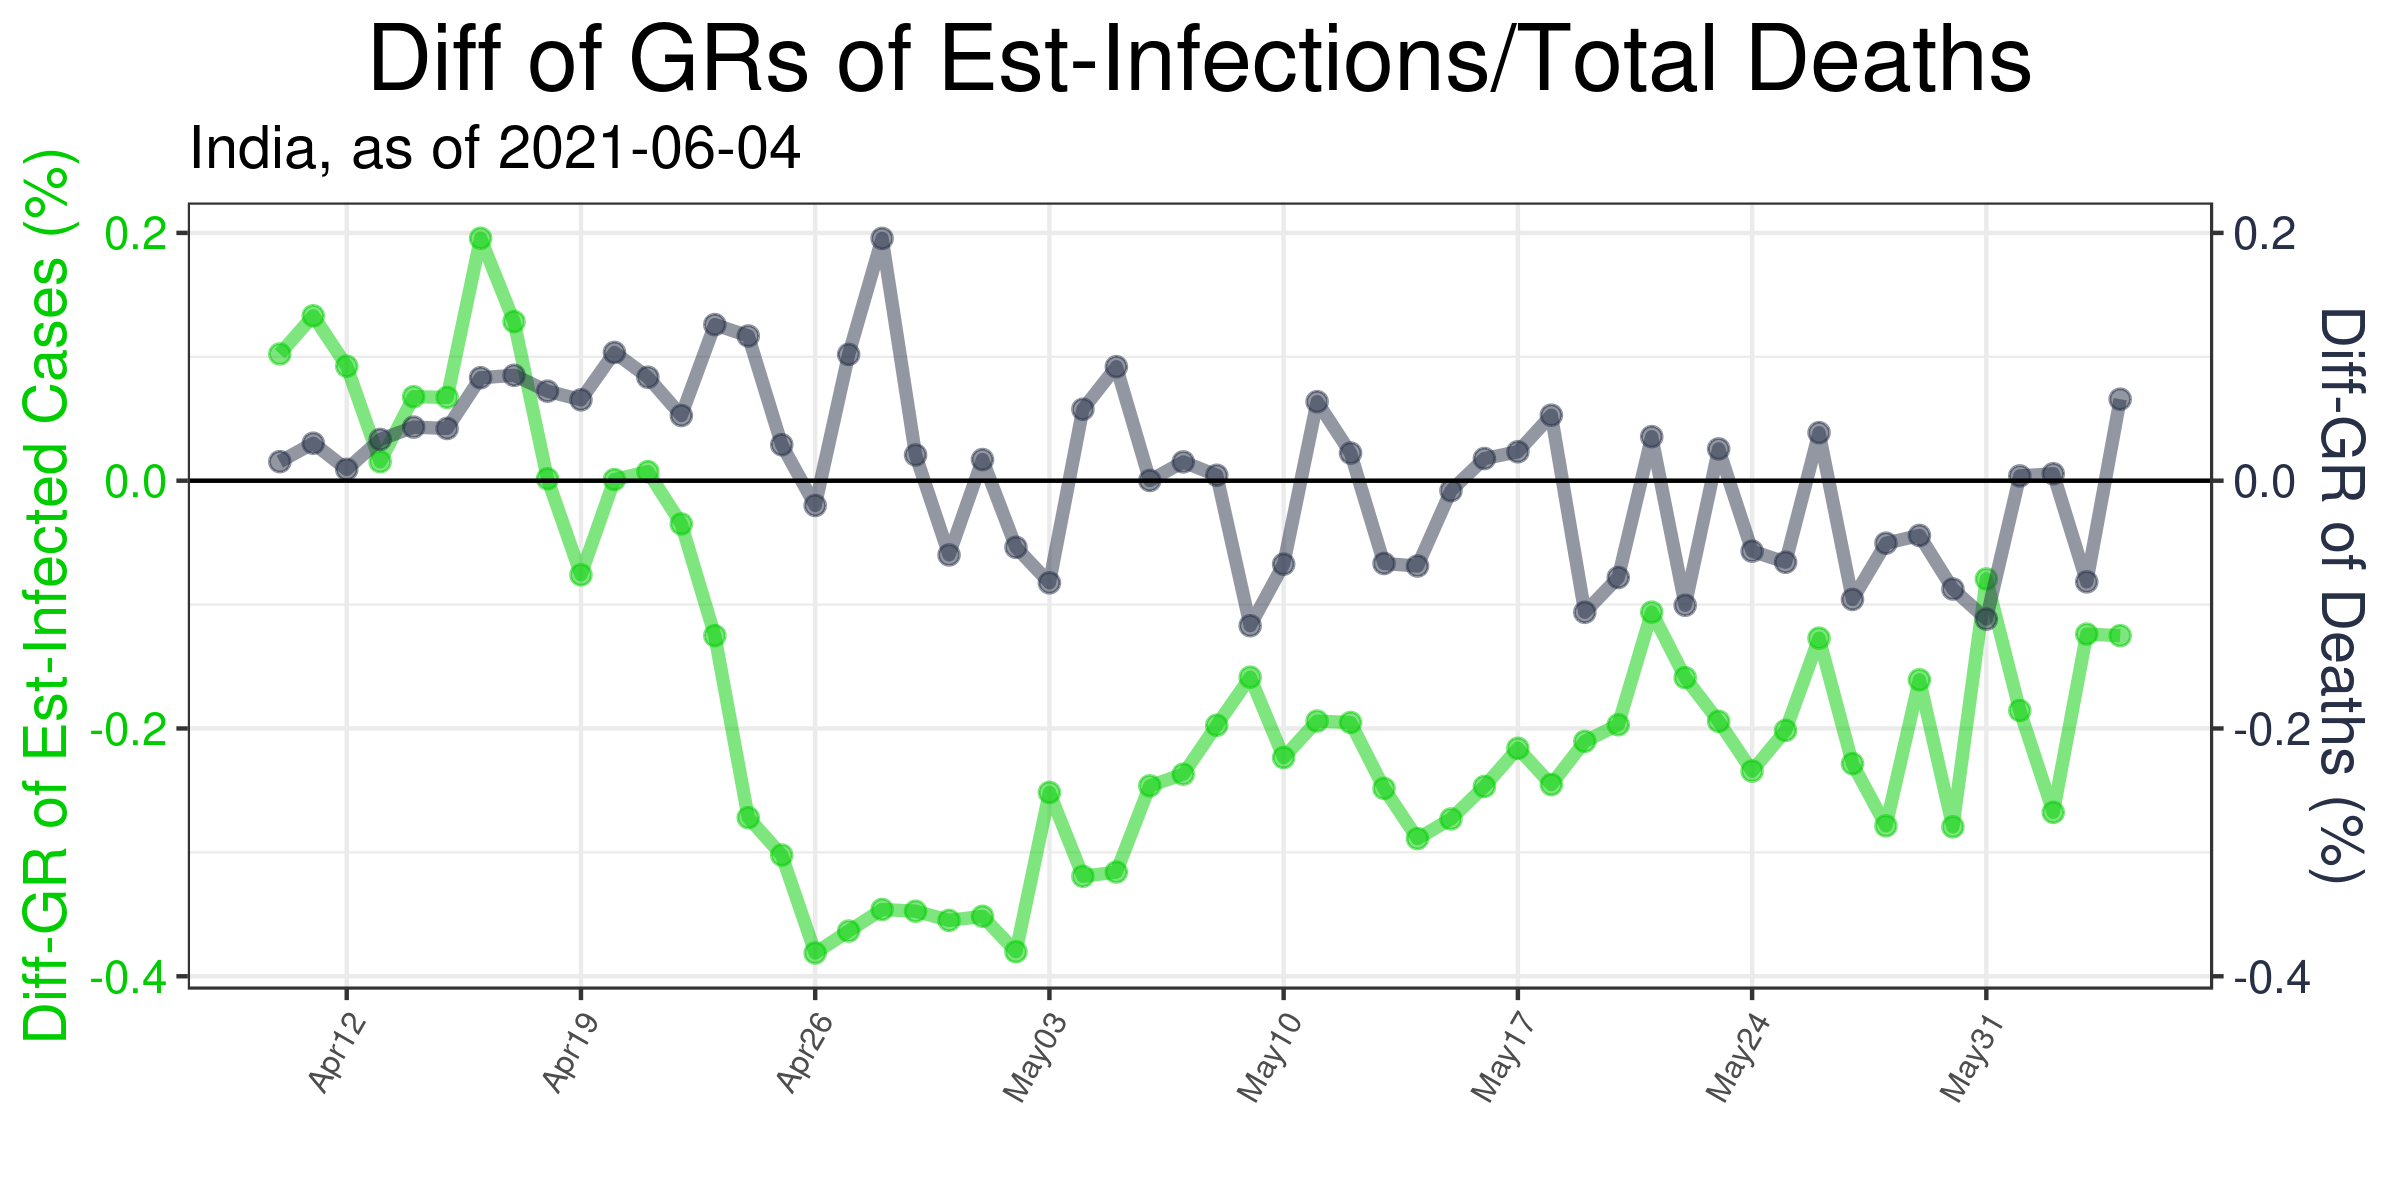 Diff of GRs of Est-Infections/Total Deaths
India, as of 2021-06-04
Diff-GR of Est-Infected Cases (%)
0.2
0.0
-0.2
-0.4
0.2
0.0
-0.2
-0.4
Diff-GR of Deaths (%)
Apr12
Apr19
Apr26
May03
May10
May17
May24
May31